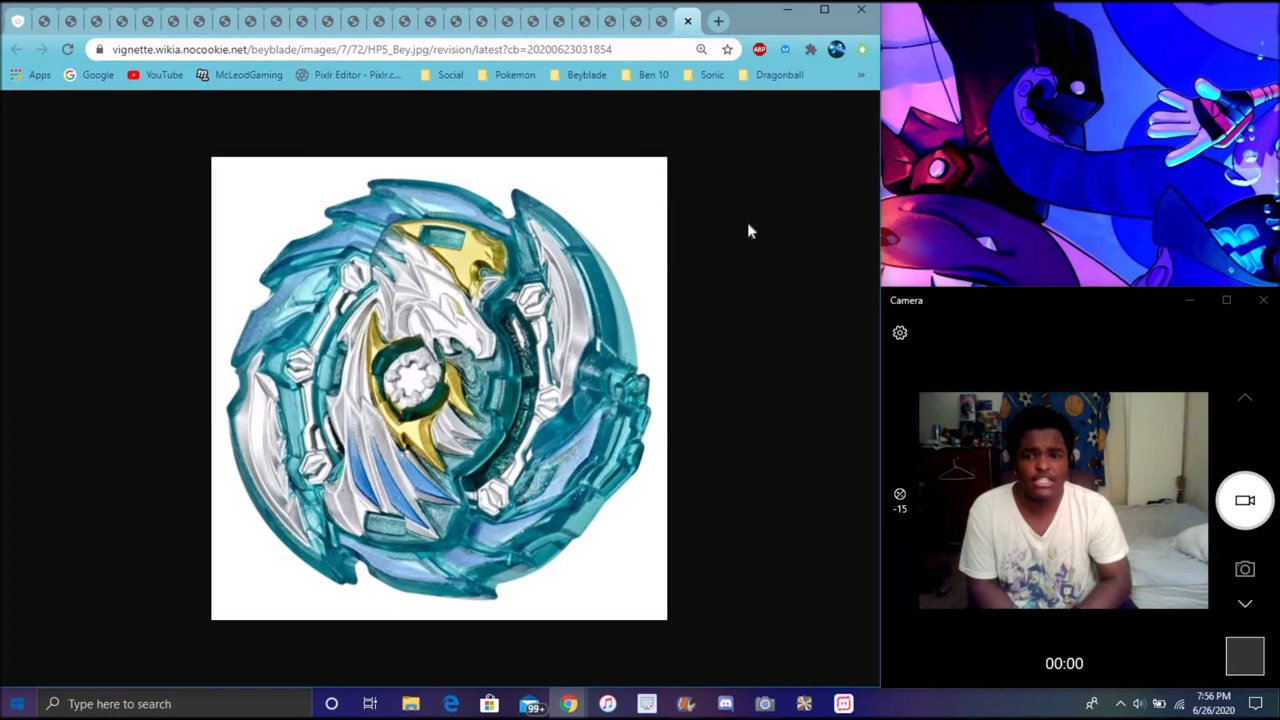 vignette.wikia.nocookie.net/beyblade/images/7/72/HP5_Bey.jpg/revision/latest?cb=20200623031854
ABP
Apps Google YouTube McLeodGaming Pixlr Editor - Pixlr.c... Social Pokemon Beyblade Ben 10 Sonic Dragonball »
Camera
-15
00:00
Type here to search
99+
7:56 PM
6/26/2020